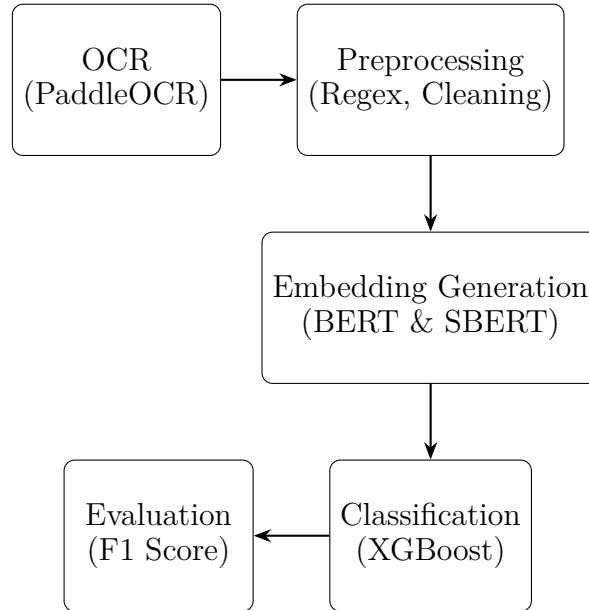 OCR
(PaddleOCR)
Preprocessing
(Regex, Cleaning)
Embedding Generation
(BERT & SBERT)
Classification
(XGBoost)
Evaluation
(F1 Score)